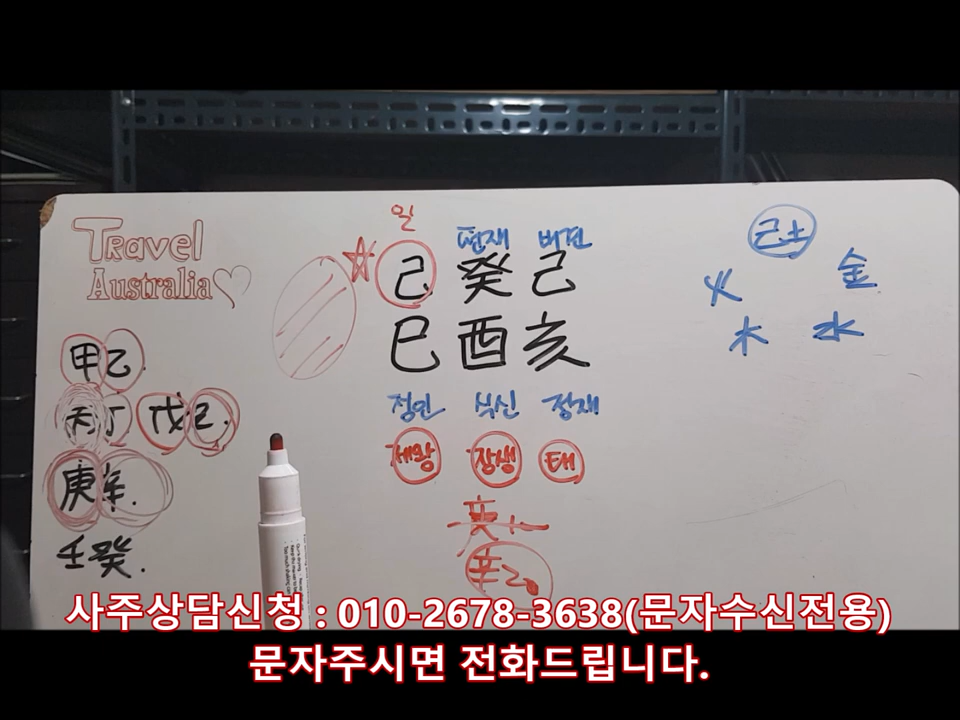 Travel
Australia
일
편재 비견
己 癸 己
巳 酉 亥
정인 식신 정재
제왕 장생 태
甲乙.
丙丁 戊己.
庚辛.
壬癸.
己土
火 金
木 水
사주상담신청 : 010-2678-3638(문자수신전용)
문자주시면 전화드립니다.